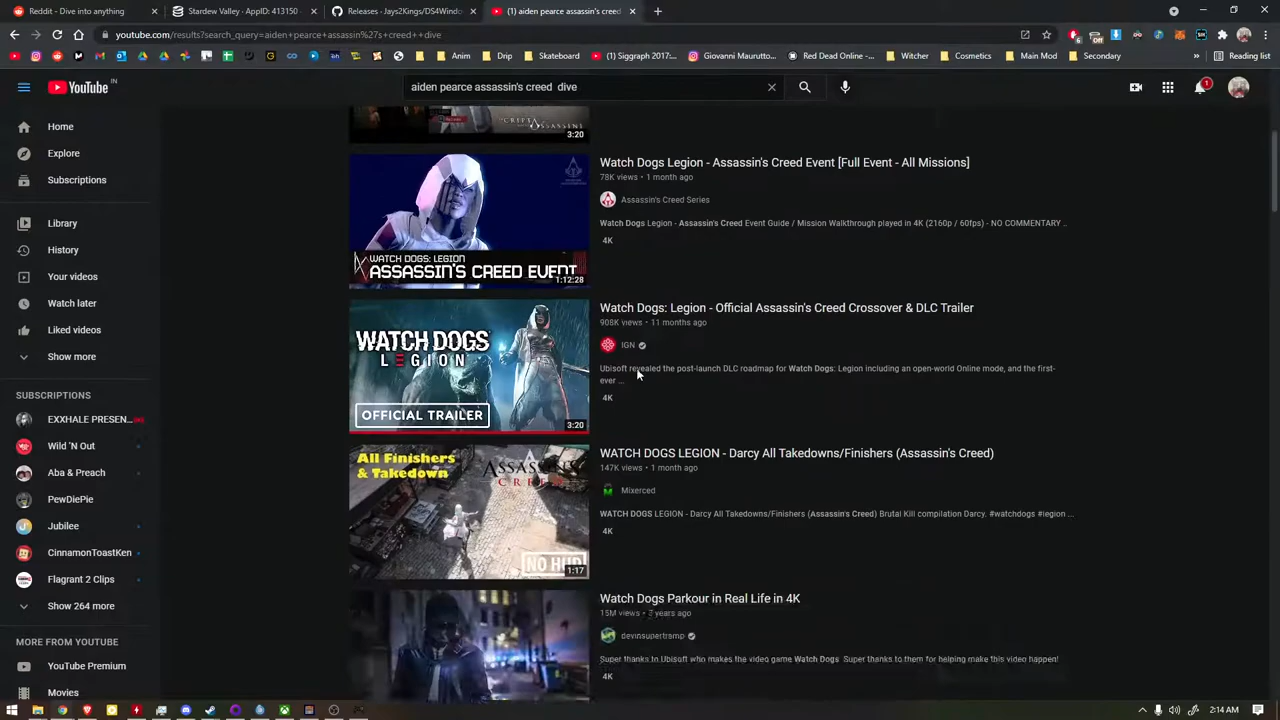 Reddit - Dive into anything
Stardew Valley - AppID: 413150
Releases - Jays2Kings/DS4Windo
(1) aiden pearce assassin's creed
youtube.com/results?search_query=aiden+pearce+assassin%27s+creed++dive
Anim
Drip
Skateboard
(1) Siggraph 2017:...
Giovanni Maurutto...
Red Dead Online -...
Witcher
Cosmetics
Main Mod
Secondary
Reading list
YouTube
IN
aiden pearce assassin's creed dive
1
Home
Explore
Subscriptions
Library
History
Your videos
Watch later
Liked videos
Show more
SUBSCRIPTIONS
EXXHALE PRESEN...
Wild 'N Out
Aba & Preach
PewDiePie
Jubilee
CinnamonToastKen
Flagrant 2 Clips
Show 264 more
MORE FROM YOUTUBE
YouTube Premium
Movies
3:20
Watch Dogs Legion - Assassin's Creed Event [Full Event - All Missions]
78K views • 1 month ago
Assassin's Creed Series
Watch Dogs Legion - Assassin's Creed Event Guide / Mission Walkthrough played in 4K (2160p / 60fps) - NO COMMENTARY ...
4K
WATCH DOGS: LEGION
ASSASSIN'S CREED EVENT
1:12:28
Watch Dogs: Legion - Official Assassin's Creed Crossover & DLC Trailer
908K views • 11 months ago
IGN
Ubisoft revealed the post-launch DLC roadmap for Watch Dogs: Legion including an open-world Online mode, and the first-
ever ...
4K
WATCH DOGS
LEGION
OFFICIAL TRAILER
3:20
WATCH DOGS LEGION - Darcy All Takedowns/Finishers (Assassin's Creed)
147K views • 1 month ago
Mixerced
WATCH DOGS LEGION - Darcy All Takedowns/Finishers (Assassin's Creed) Brutal Kill compilation Darcy. #watchdogs #legion ...
4K
All Finishers
& Takedown
ASSASSIN'S
CREED
NO HUD
1:17
Watch Dogs Parkour in Real Life in 4K
15M views • 7 years ago
devinsupertramp
Super thanks to Ubisoft who makes the video game Watch Dogs Super thanks to them for helping make this video happen!
4K
2:14 AM